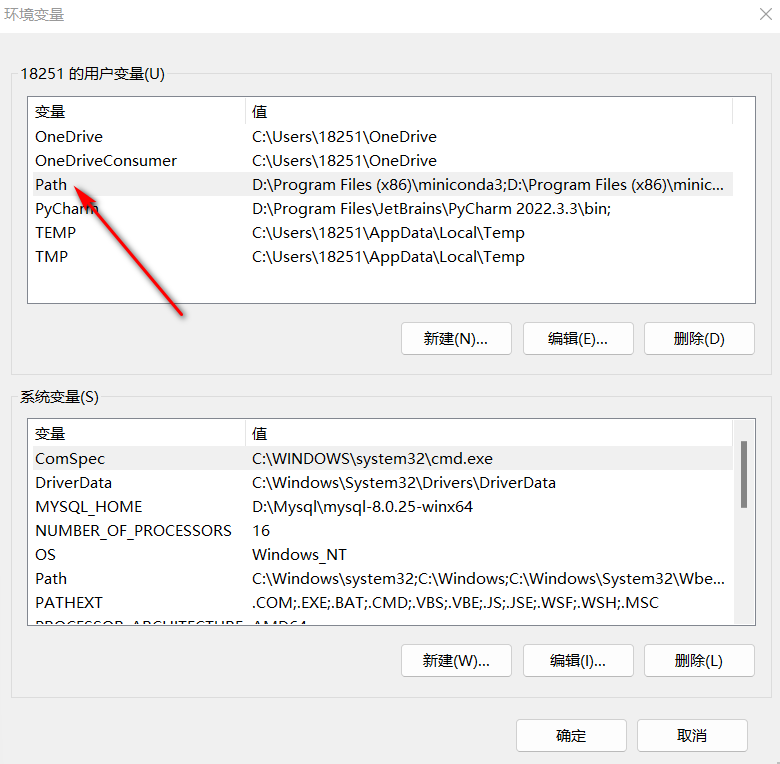 环境变量
18251 的用户变量(U)
变量 值
OneDrive C:\Users\18251\OneDrive
OneDriveConsumer C:\Users\18251\OneDrive
Path D:\Program Files (x86)\miniconda3;D:\Program Files (x86)\minic...
PyCharm D:\Program Files\JetBrains\PyCharm 2022.3.3\bin;
TEMP C:\Users\18251\AppData\Local\Temp
TMP C:\Users\18251\AppData\Local\Temp
新建(N)... 编辑(E)... 删除(D)
系统变量(S)
变量 值
ComSpec C:\WINDOWS\system32\cmd.exe
DriverData C:\Windows\System32\Drivers\DriverData
MYSQL_HOME D:\Mysql\mysql-8.0.25-winx64
NUMBER_OF_PROCESSORS 16
OS Windows_NT
Path C:\Windows\system32;C:\Windows;C:\Windows\System32\Wbe...
PATHEXT .COM;.EXE;.BAT;.CMD;.VBS;.VBE;.JS;.JSE;.WSF;.WSH;.MSC
PROCESSOR_ARCHITECTURE AMD64
新建(W)... 编辑(I)... 删除(L)
确定 取消